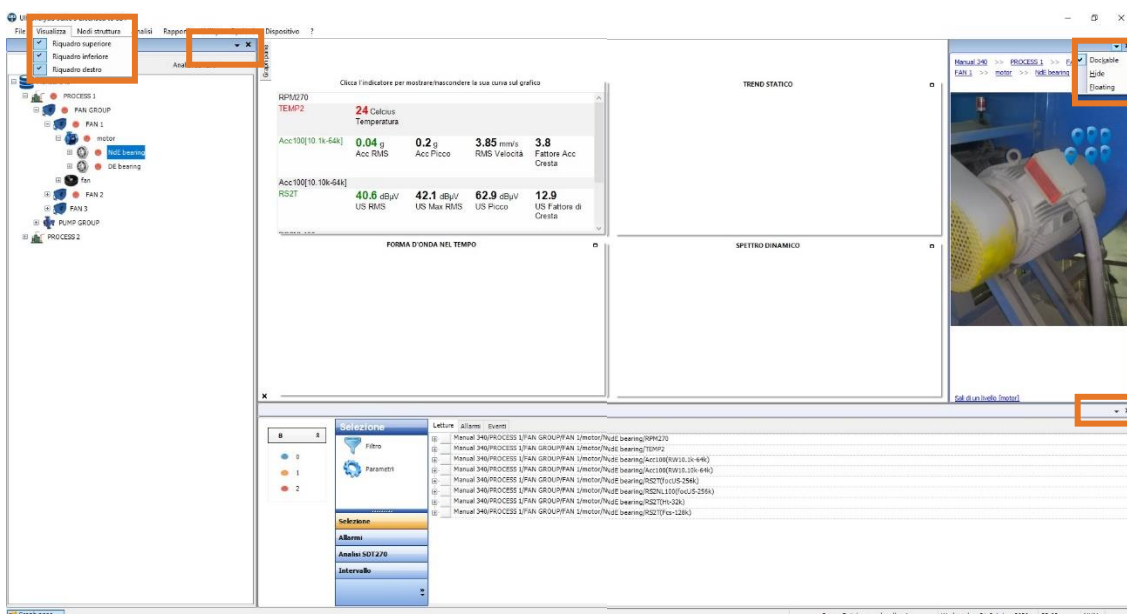 File Visualizza Nodi struttura Analisi Rapport Dispositivo ?
Riquadro superiore
Riquadro inferiore
Riquadro destro
PROCESS 1
FAN GROUP
FAN 1
motor
NdE bearing
DE bearing
fan
FAN 2
FAN 3
PUMP GROUP
PROCESS 2
Clicca l'indicatore per mostrare/nascondere la sua curva sul grafico
RPM270
TEMP2
24 Celcius
Temperatura
Acc100[10.1k-64k]
0.04 g 0.2 g 3.85 mm/s 3.8
Acc RMS Acc Picco RMS Velocità Fattore Acc
Cresta
Acc100[10.10k-64k]
RS2T
40.6 dBµV 42.1 dBµV 62.9 dBµV 12.9
US RMS US Max RMS US Picco US Fattore di
Cresta
TREND STATICO
FORMA D'ONDA NEL TEMPO
SPETTRO DINAMICO
Manual 340 >> PROCESS 1 >>
FAN 1 >> motor >> NdE bearing
Dockable
Hide
Floating
Sali di un livello [motor]
B
0
1
2
Selezione
Filtro
Parametri
Selezione
Allarmi
Analisi SDT270
Intervallo
Letture Allarmi Eventi
Manual 340/PROCESS 1/FAN GROUP/FAN 1/motor/NdE bearing/RPM270
Manual 340/PROCESS 1/FAN GROUP/FAN 1/motor/NdE bearing/TEMP2
Manual 340/PROCESS 1/FAN GROUP/FAN 1/motor/NdE bearing/Acc100(RW10.1k-64k)
Manual 340/PROCESS 1/FAN GROUP/FAN 1/motor/NdE bearing/Acc100(RW10.10k-64k)
Manual 340/PROCESS 1/FAN GROUP/FAN 1/motor/NdE bearing/RS2T(focUS-256k)
Manual 340/PROCESS 1/FAN GROUP/FAN 1/motor/NdE bearing/RS2NL100(focUS-256k)
Manual 340/PROCESS 1/FAN GROUP/FAN 1/motor/NdE bearing/RS2T(Ht-32k)
Manual 340/PROCESS 1/FAN GROUP/FAN 1/motor/NdE bearing/RS2T(Fcs-128k)